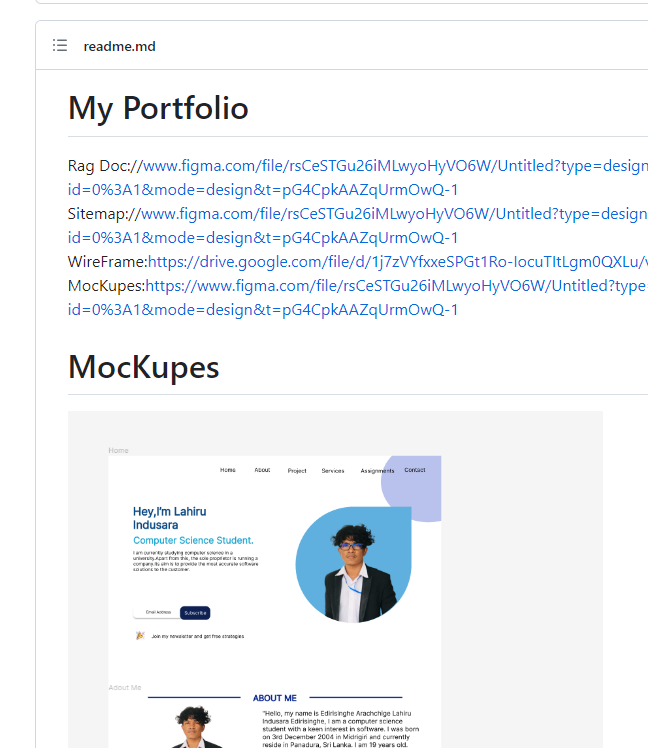 readme.md
My Portfolio
Rag Doc://www.figma.com/file/rsCeSTGu26iMLwyoHyVO6W/Untitled?type=design
id=0%3A1&mode=design&t=pG4CpkAAZqUrmOwQ-1
Sitemap://www.figma.com/file/rsCeSTGu26iMLwyoHyVO6W/Untitled?type=design
id=0%3A1&mode=design&t=pG4CpkAAZqUrmOwQ-1
WireFrame:https://drive.google.com/file/d/1j7zVYfxxeSPGt1Ro-IocuTItLgm0QXLu/v
MocKupes:https://www.figma.com/file/rsCeSTGu26iMLwyoHyVO6W/Untitled?type
id=0%3A1&mode=design&t=pG4CpkAAZqUrmOwQ-1
MocKupes
Home
Home About Project Services Assignments Contact
Hey,I'm Lahiru
Indusara
Computer Science Student.
I am currently studying computer science in a
university.Apart from this, the sole proprietor is running a
company.Its aim is to provide the most accurate software
solutions to the customer.
Email Address Subscribe
Join my newsletter and get free strategies
About Me
ABOUT ME
"Hello, my name is Edirisinghe Arachchige Lahiru
Indusara Edirisinghe, I am a computer science
student with a keen interest in software. I was born
on 3rd December 2004 in Midrigiri and currently
reside in Panadura, Sri Lanka. I am 19 years old.